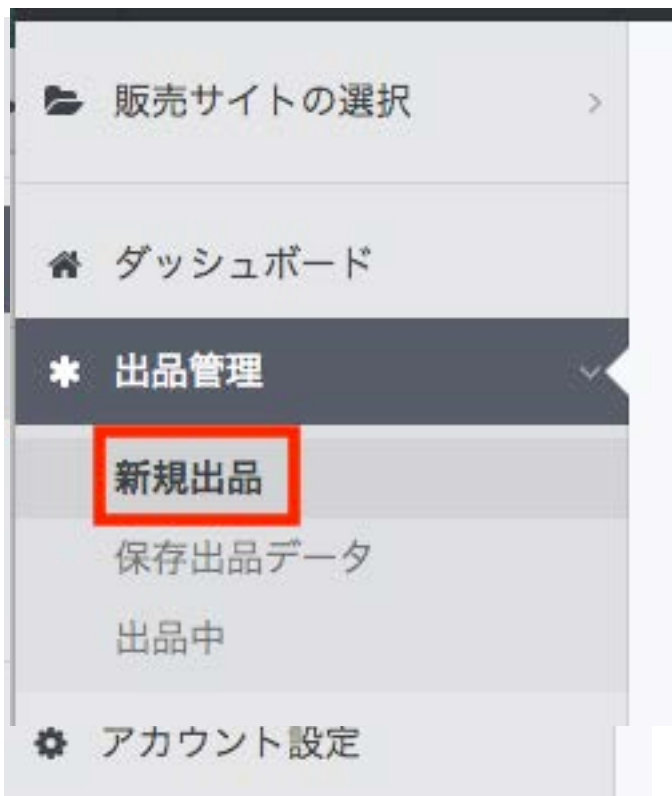 販売サイトの選択
ダッシュボード
出品管理
新規出品
保存出品データ
出品中
アカウント設定